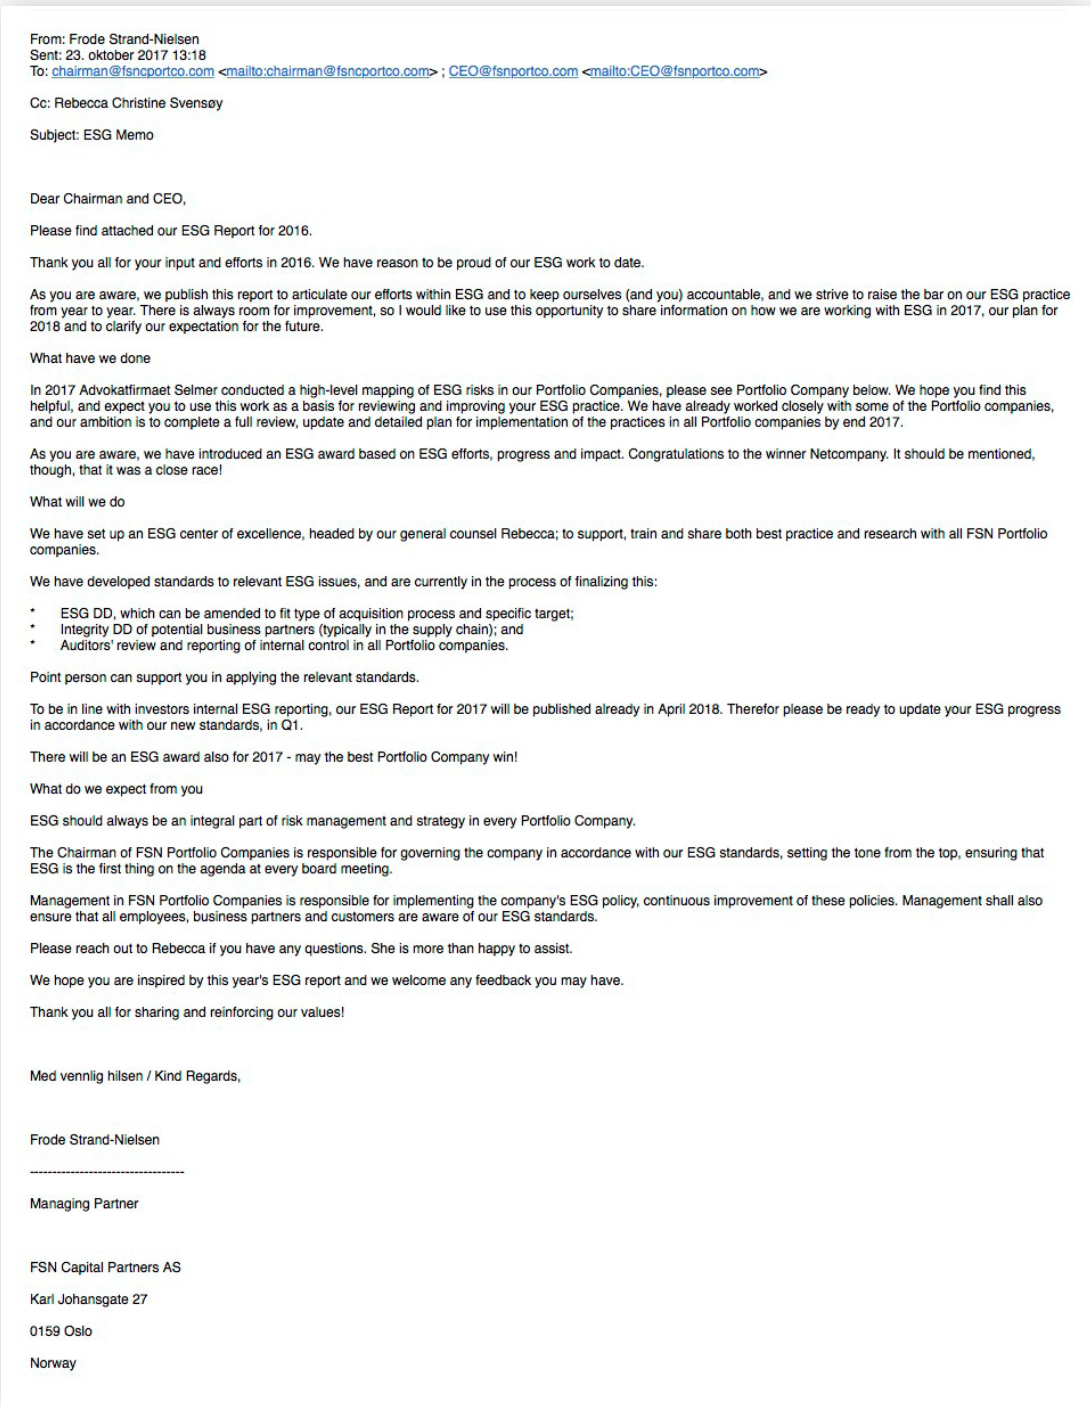 From: Frode Strand-Nielsen
Sent: 23. oktober 2017 13:18
To: chairman@fsncportco.com <mailto:chairman@fsncportco.com> ; CEO@fsnportco.com <mailto:CEO@fsnportco.com>
Cc: Rebecca Christine Svensøy
Subject: ESG Memo
Dear Chairman and CEO,
Please find attached our ESG Report for 2016.
Thank you all for your input and efforts in 2016. We have reason to be proud of our ESG work to date.
As you are aware, we publish this report to articulate our efforts within ESG and to keep ourselves (and you) accountable, and we strive to raise the bar on our ESG practice
from year to year. There is always room for improvement, so I would like to use this opportunity to share information on how we are working with ESG in 2017, our plan for
2018 and to clarify our expectation for the future.
What have we done
In 2017 Advokatfirmaet Selmer conducted a high-level mapping of ESG risks in our Portfolio Companies, please see Portfolio Company below. We hope you find this
helpful, and expect you to use this work as a basis for reviewing and improving your ESG practice. We have already worked closely with some of the Portfolio companies,
and our ambition is to complete a full review, update and detailed plan for implementation of the practices in all Portfolio companies by end 2017.
As you are aware, we have introduced an ESG award based on ESG efforts, progress and impact. Congratulations to the winner Netcompany. It should be mentioned,
though, that it was a close race!
What will we do
We have set up an ESG center of excellence, headed by our general counsel Rebecca; to support, train and share both best practice and research with all FSN Portfolio
companies.
We have developed standards to relevant ESG issues, and are currently in the process of finalizing this:
* ESG DD, which can be amended to fit type of acquisition process and specific target;
* Integrity DD of potential business partners (typically in the supply chain); and
* Auditors' review and reporting of internal control in all Portfolio companies.
Point person can support you in applying the relevant standards.
To be in line with investors internal ESG reporting, our ESG Report for 2017 will be published already in April 2018. Therefor please be ready to update your ESG progress
in accordance with our new standards, in Q1.
There will be an ESG award also for 2017 - may the best Portfolio Company win!
What do we expect from you
ESG should always be an integral part of risk management and strategy in every Portfolio Company.
The Chairman of FSN Portfolio Companies is responsible for governing the company in accordance with our ESG standards, setting the tone from the top, ensuring that
ESG is the first thing on the agenda at every board meeting.
Management in FSN Portfolio Companies is responsible for implementing the company's ESG policy, continuous improvement of these policies. Management shall also
ensure that all employees, business partners and customers are aware of our ESG standards.
Please reach out to Rebecca if you have any questions. She is more than happy to assist.
We hope you are inspired by this year's ESG report and we welcome any feedback you may have.
Thank you all for sharing and reinforcing our values!
Med vennlig hilsen / Kind Regards,
Frode Strand-Nielsen
----------------------------------
Managing Partner
FSN Capital Partners AS
Karl Johansgate 27
0159 Oslo
Norway